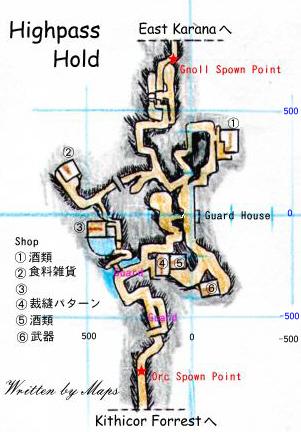 Highpass
Hold
East Karanaへ
Gnoll Spown Point
500
①
②
Guard House
0
③
Shop
①酒類
②食料雑貨
③
④裁縫パターン
⑤酒類
⑥武器
④
⑤
⑥
Guard
Guard
500
0
-500
-500
Orc Spown Point
Written by Maps
Kithicor Forrestへ